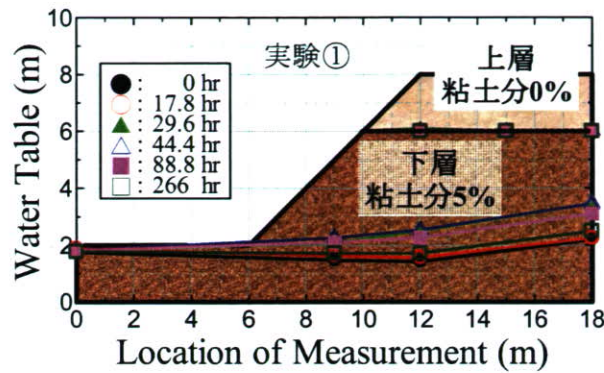 Water Table (m)
10
8
6
4
2
0
実験①
●: 0 hr
○: 17.8 hr
▲: 29.6 hr
△: 44.4 hr
■: 88.8 hr
□: 266 hr
上層
粘土分0%
下層
粘土分5%
0 2 4 6 8 10 12 14 16 18
Location of Measurement (m)